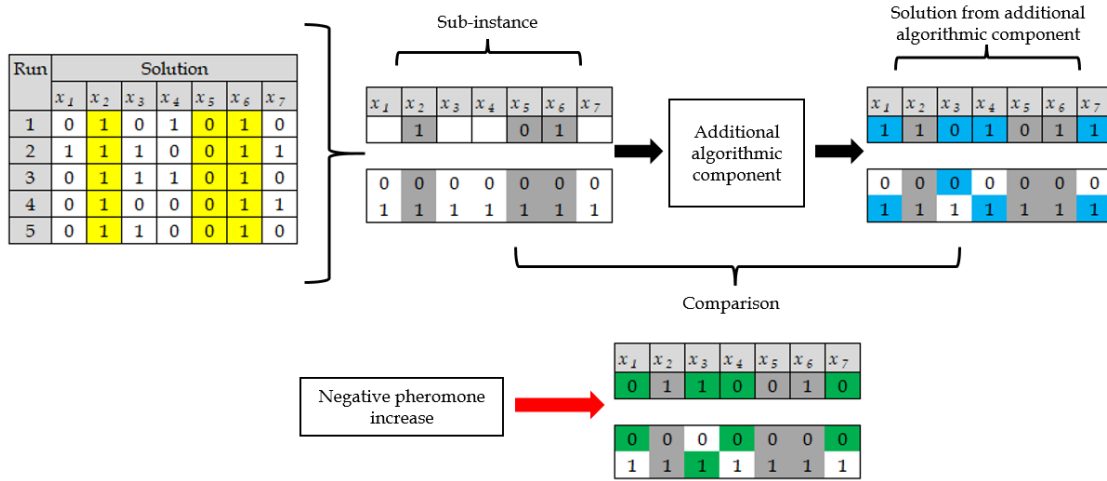 Run Solution
x1 x2 x3 x4 x5 x6 x7
1 0 1 0 1 0 1 0
2 1 1 1 0 0 1 1
3 0 1 1 1 0 1 0
4 0 1 0 0 0 1 1
5 0 1 1 0 0 1 0
Sub-instance
x1 x2 x3 x4 x5 x6 x7
1 0 1
0 0 0 0 0 0 0
1 1 1 1 1 1 1
Additional
algorithmic
component
Solution from additional
algorithmic component
x1 x2 x3 x4 x5 x6 x7
1 1 0 1 0 1 1
0 0 0 0 0 0 0
1 1 1 1 1 1 1
Comparison
Negative pheromone
increase
x1 x2 x3 x4 x5 x6 x7
0 1 1 0 0 1 0
0 0 0 0 0 0 0
1 1 1 1 1 1 1